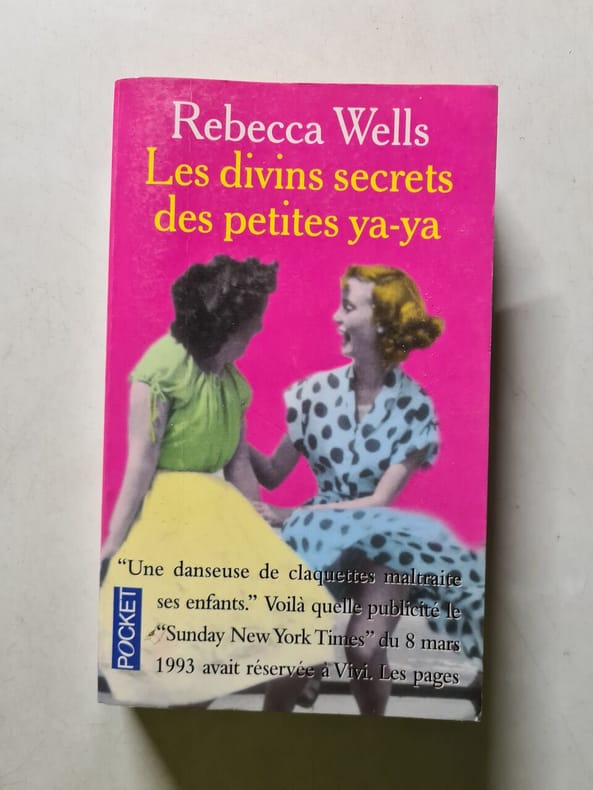 Rebecca Wells
Les divins secrets
des petites ya-ya
“Une danseuse de claquettes maltraite
ses enfants.” Voilà quelle publicité le
“Sunday New York Times” du 8 mars
1993 avait réservée à Vivi. Les pages
POCKET